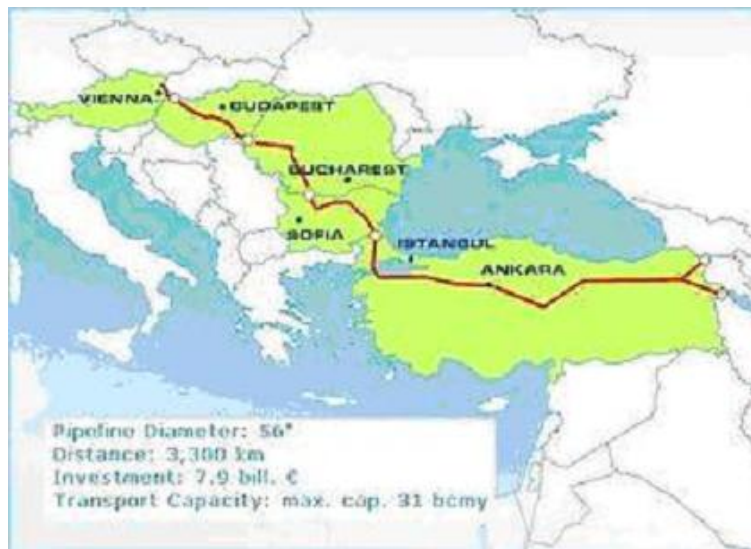 VIENNA
BUDAPEST
BUCHAREST
SOFIA
ISTANBUL
ANKARA
Pipeline Diameter: 56"
Distance: 3,300 km
Investment: 7.9 bill. €
Transport Capacity: max. cap. 31 bcmy